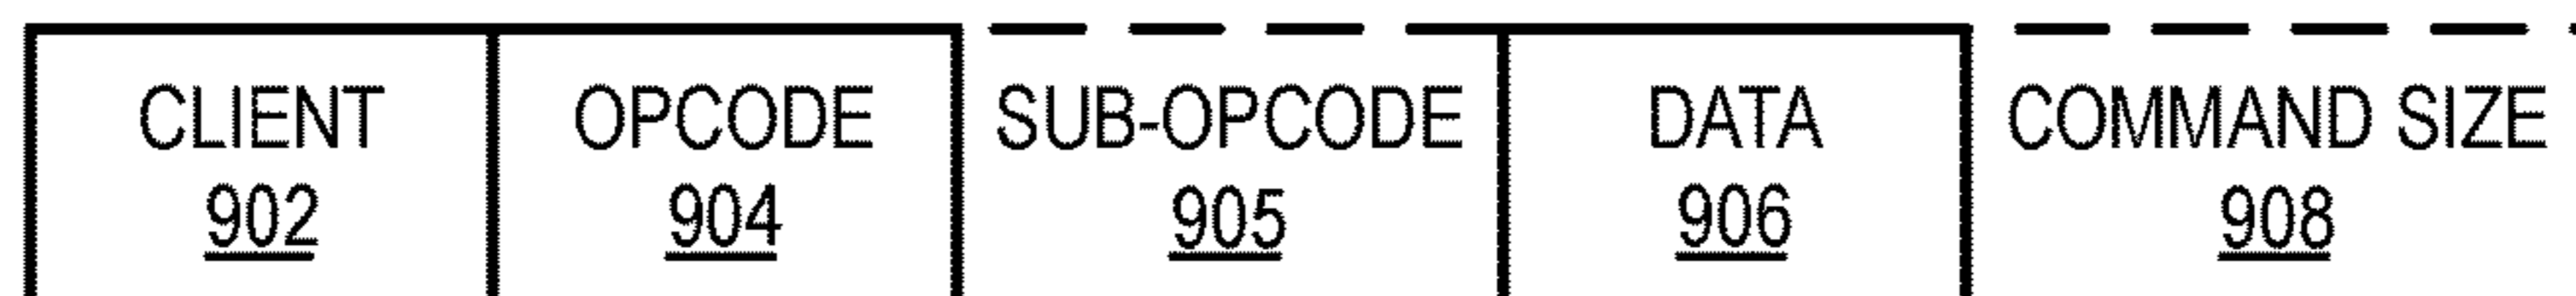 CLIENT OPCODE SUB-OPCODE DATA COMMAND SIZE
902 904 905 906 908